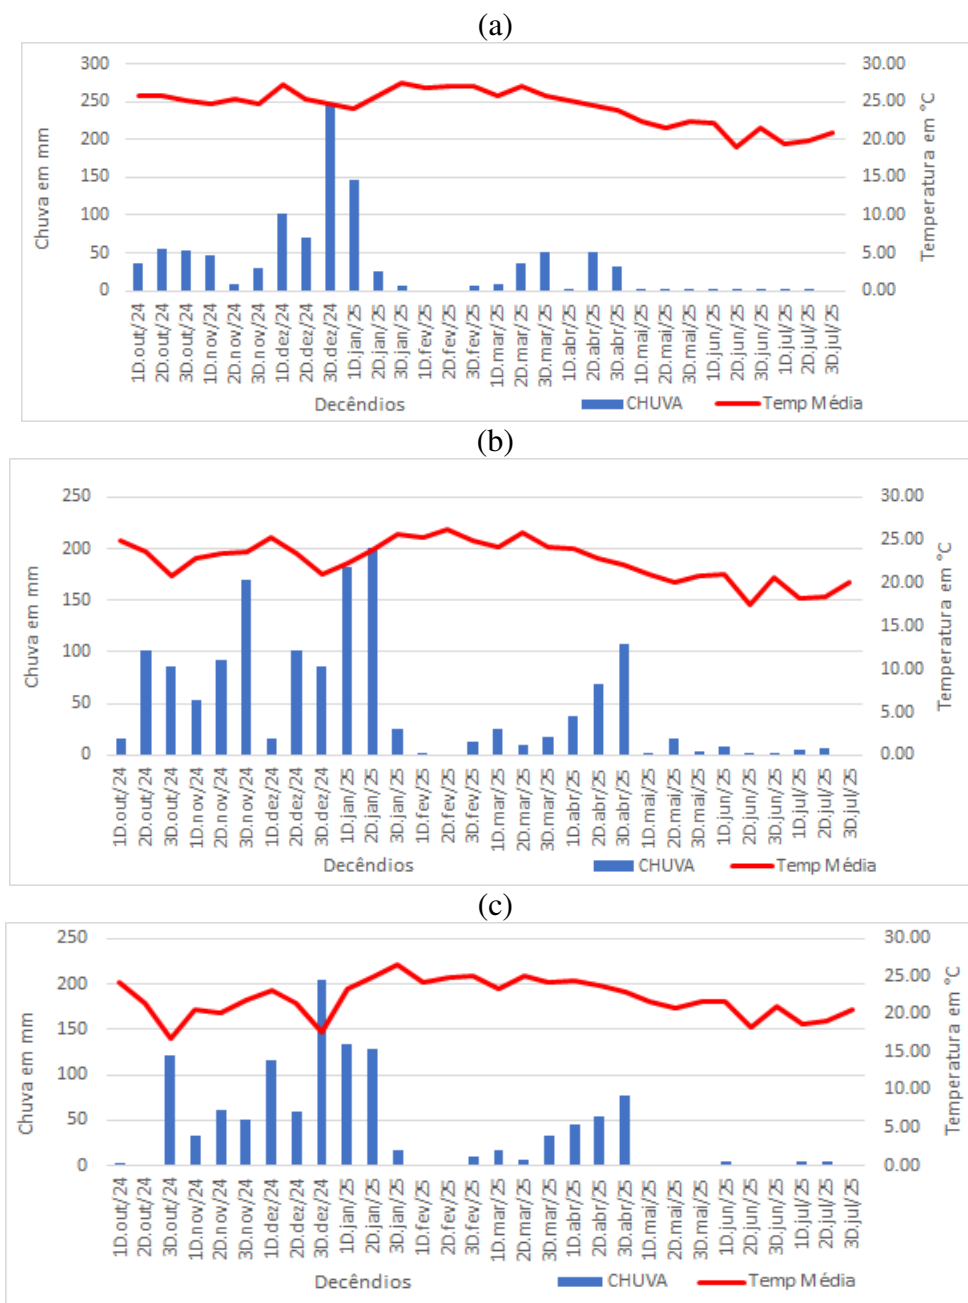 (a)
300 30.00
250 25.00
200 20.00
150 15.00
100 10.00
50 5.00
0 0.00
Chuva em mm
Temperatura em °C
1D.out/24 2D.out/24 3D.out/24 1D.nov/24 2D.nov/24 3D.nov/24 1D.dez/24 2D.dez/24 3D.dez/24 1D.jan/25 2D.jan/25 3D.jan/25 1D.fev/25 2D.fev/25 3D.fev/25 1D.mar/25 2D.mar/25 3D.mar/25 1D.abr/25 2D.abr/25 3D.abr/25 1D.mai/25 2D.mai/25 3D.mai/25 1D.jun/25 2D.jun/25 3D.jun/25 1D.jul/25 2D.jul/25 3D.jul/25
Decêndios CHUVA Temp Média
(b)
250 30.00
200 25.00
150 20.00
100 15.00
50 10.00
0 5.00
0.00
Chuva em mm
Temperatura em °C
1D.out/24 2D.out/24 3D.out/24 1D.nov/24 2D.nov/24 3D.nov/24 1D.dez/24 2D.dez/24 3D.dez/24 1D.jan/25 2D.jan/25 3D.jan/25 1D.fev/25 2D.fev/25 3D.fev/25 1D.mar/25 2D.mar/25 3D.mar/25 1D.abr/25 2D.abr/25 3D.abr/25 1D.mai/25 2D.mai/25 3D.mai/25 1D.jun/25 2D.jun/25 3D.jun/25 1D.jul/25 2D.jul/25 3D.jul/25
Decêndios CHUVA Temp Média
(c)
250 30.00
200 25.00
150 20.00
100 15.00
50 10.00
0 5.00
0.00
Chuva em mm
Temperatura em °C
1D.out/24 2D.out/24 3D.out/24 1D.nov/24 2D.nov/24 3D.nov/24 1D.dez/24 2D.dez/24 3D.dez/24 1D.jan/25 2D.jan/25 3D.jan/25 1D.fev/25 2D.fev/25 3D.fev/25 1D.mar/25 2D.mar/25 3D.mar/25 1D.abr/25 2D.abr/25 3D.abr/25 1D.mai/25 2D.mai/25 3D.mai/25 1D.jun/25 2D.jun/25 3D.jun/25 1D.jul/25 2D.jul/25 3D.jul/25
Decêndios CHUVA Temp Média